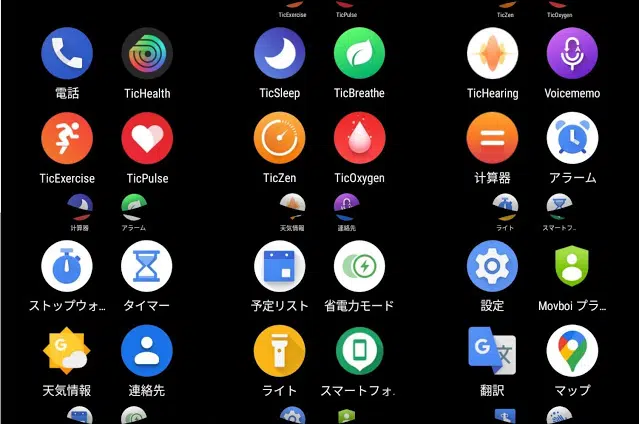 TicExercise TicPulse TicZen TicOxygen
電話 TicHealth TicSleep TicBreathe TicHearing Voicememo
TicExercise TicPulse TicZen TicOxygen 计算器 アラーム
計算器 アラーム 天気情報 連絡先 ライト スマートフ..
ストップウォ… タイマー 予定リスト 省電力モード 設定 Movboi プラ…
天気情報 連絡先 ライト スマートフォ. 翻訳 マップ